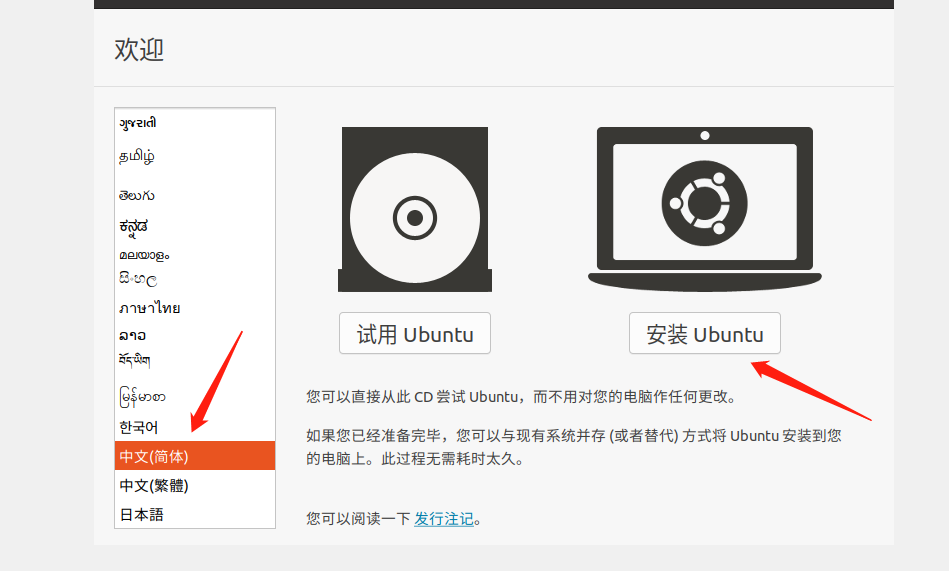 欢迎
ગુજરાતી
தமிழ்
తెలుగు
ಕನ್ನಡ
മലയാളം
සිංහල
ภาษาไทย
ລາວ
བོད་ཡིག
မြန်မာစာ
한국어
中文(简体)
中文(繁體)
日本語
试用 Ubuntu
安装 Ubuntu
您可以直接从此 CD 尝试 Ubuntu，而不用对您的电脑作任何更改。
如果您已经准备完毕，您可以与现有系统并存 (或者替代) 方式将 Ubuntu 安装到您
的电脑上。此过程无需耗时太久。
您可以阅读一下 发行注记。